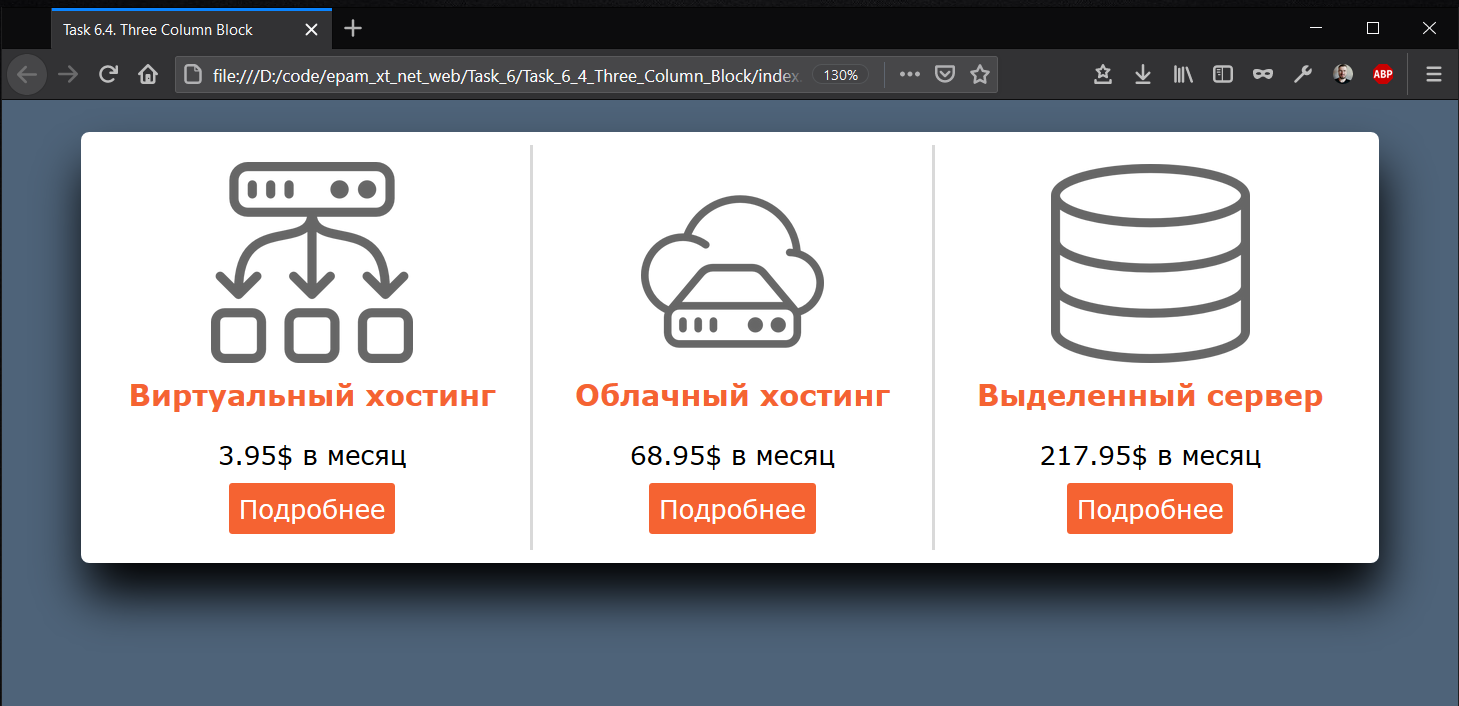 Task 6.4. Three Column Block
file:///D:/code/epam_xt_net_web/Task_6/Task_6_4_Three_Column_Block/index.
130%
ABP
Виртуальный хостинг
3.95$ в месяц
Подробнее
Облачный хостинг
68.95$ в месяц
Подробнее
Выделенный сервер
217.95$ в месяц
Подробнее